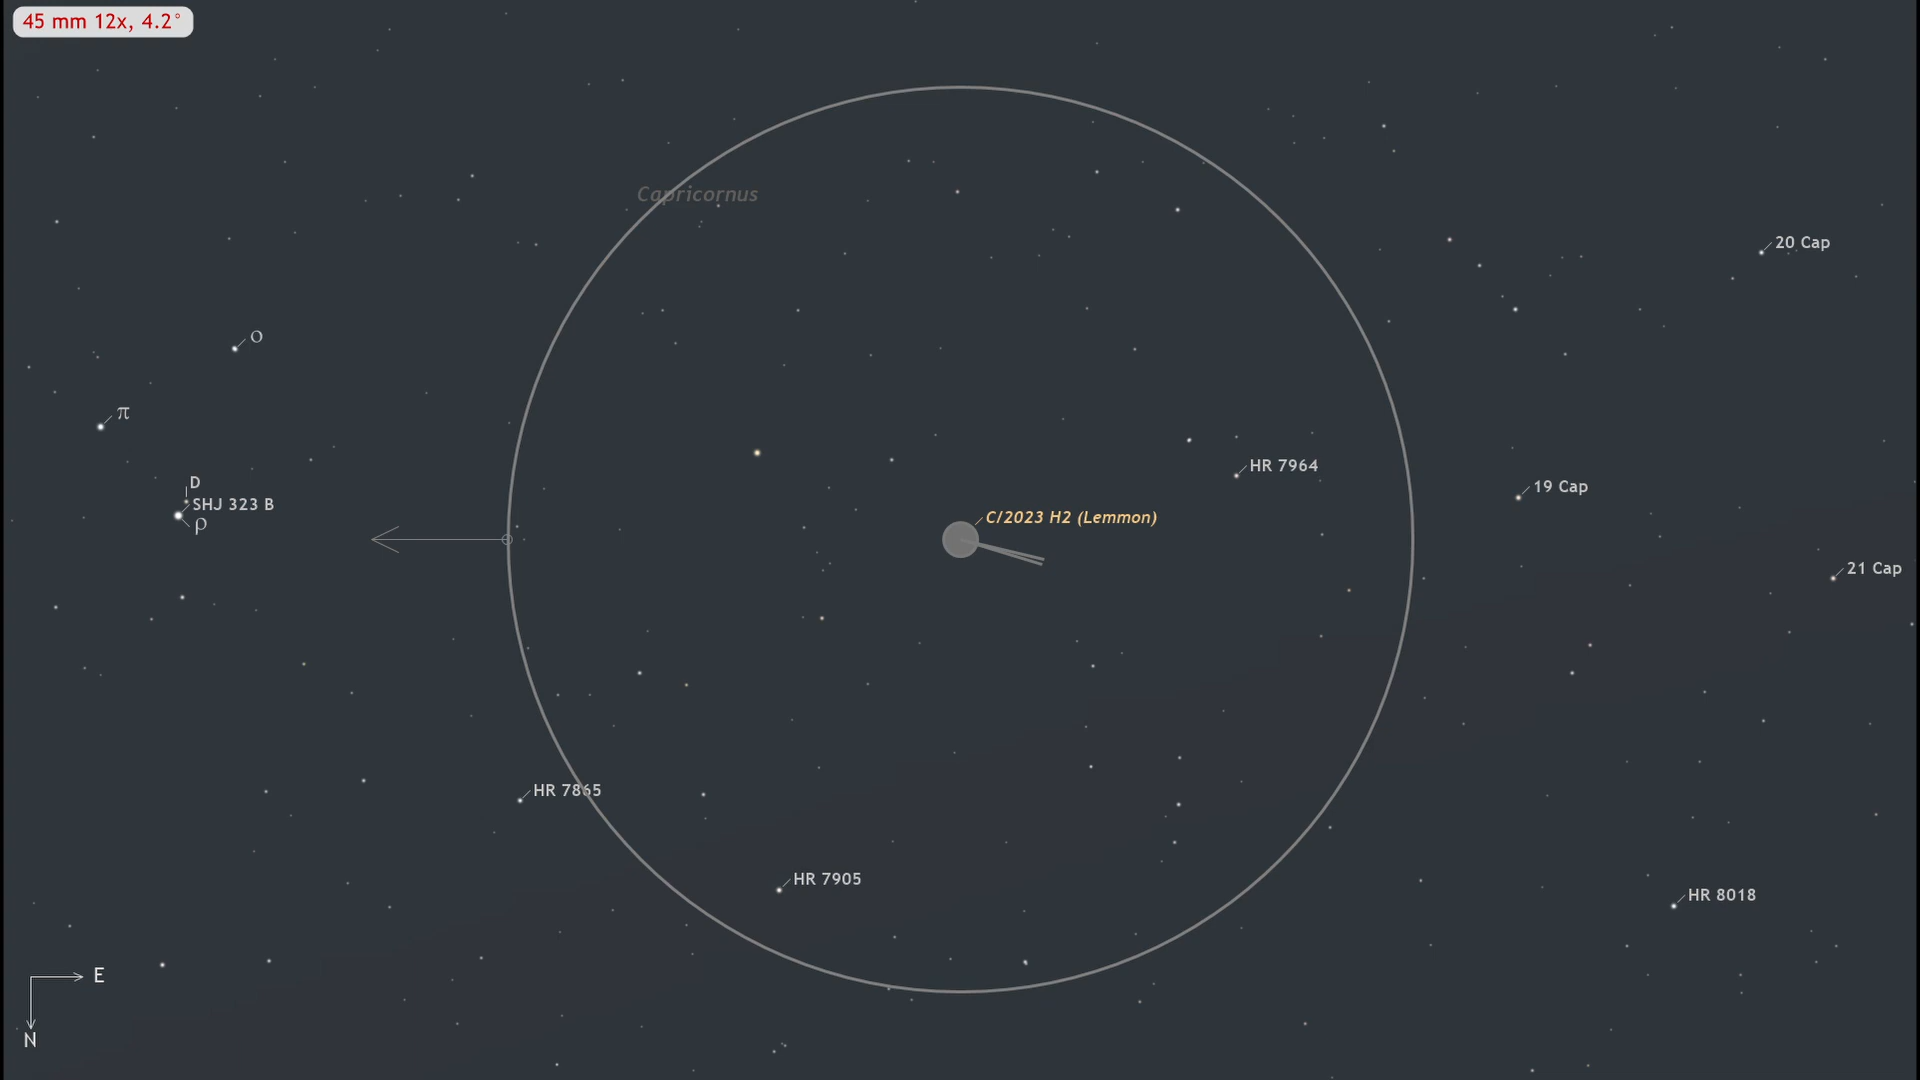 45 mm 12x, 4.2°
Capricornus
20 Cap
ο
π
HR 7964
D
19 Cap
SHJ 323 B
ρ
C/2023 H2 (Lemmon)
21 Cap
HR 7865
HR 7905
HR 8018
E
N